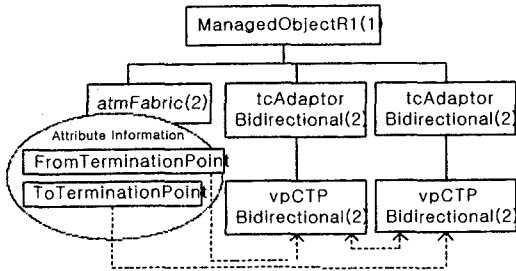 ManagedObjectR1(1)
atmFabric(2)
tcAdaptor
Bidirectional(2)
tcAdaptor
Bidirectional(2)
Attribute Information
FromTerminationPoint
ToTerminationPoint
vpCTP
Bidirectional(2)
vpCTP
Bidirectional(2)